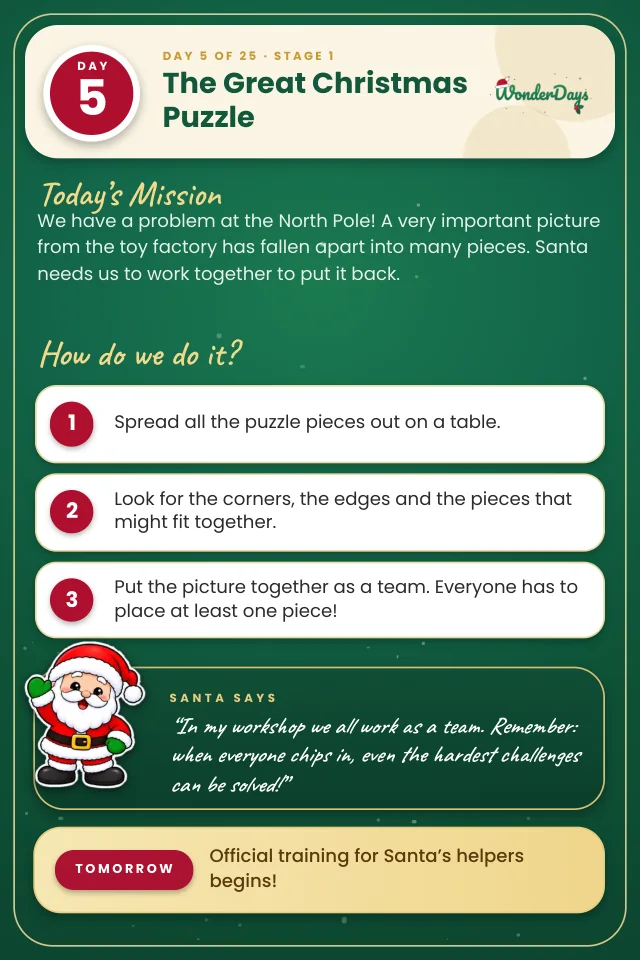 DAY
5
DAY 5 OF 25 · STAGE 1
The Great Christmas
Puzzle
WonderDays
Today's Mission
We have a problem at the North Pole! A very important picture
from the toy factory has fallen apart into many pieces. Santa
needs us to work together to put it back.
How do we do it?
1
Spread all the puzzle pieces out on a table.
2
Look for the corners, the edges and the pieces that
might fit together.
3
Put the picture together as a team. Everyone has to
place at least one piece!
SANTA SAYS
“In my workshop we all work as a team. Remember:
when everyone chips in, even the hardest challenges
can be solved!”
TOMORROW
Official training for Santa’s helpers
begins!